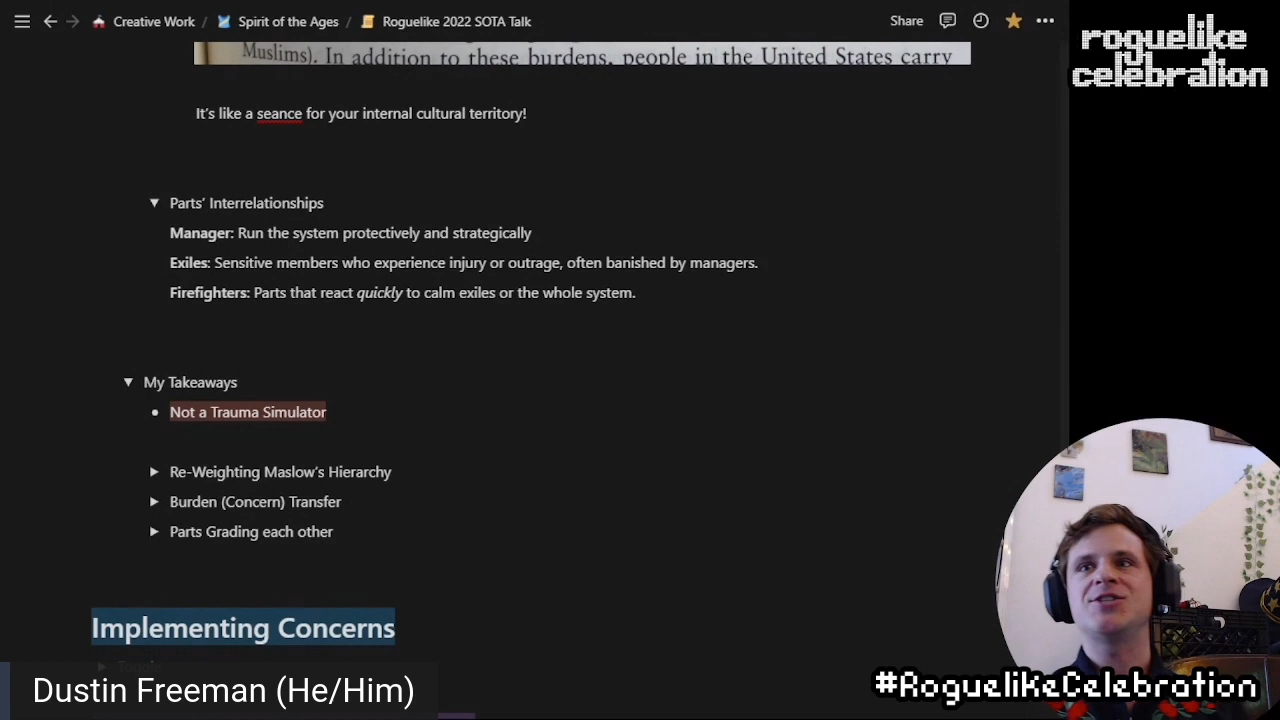 Creative Work / Spirit of the Ages / Roguelike 2022 SOTA Talk
Share
roguelike
celebration
Muslims). In addition to these burdens, people in the United States carry
It's like a seance for your internal cultural territory!
Parts' Interrelationships
Manager: Run the system protectively and strategically
Exiles: Sensitive members who experience injury or outrage, often banished by managers.
Firefighters: Parts that react quickly to calm exiles or the whole system.
My Takeaways
Not a Trauma Simulator
Re-Weighting Maslow's Hierarchy
Burden (Concern) Transfer
Parts Grading each other
Implementing Concerns
Toggle
Dustin Freeman (He/Him)
#RoguelikeCelebration